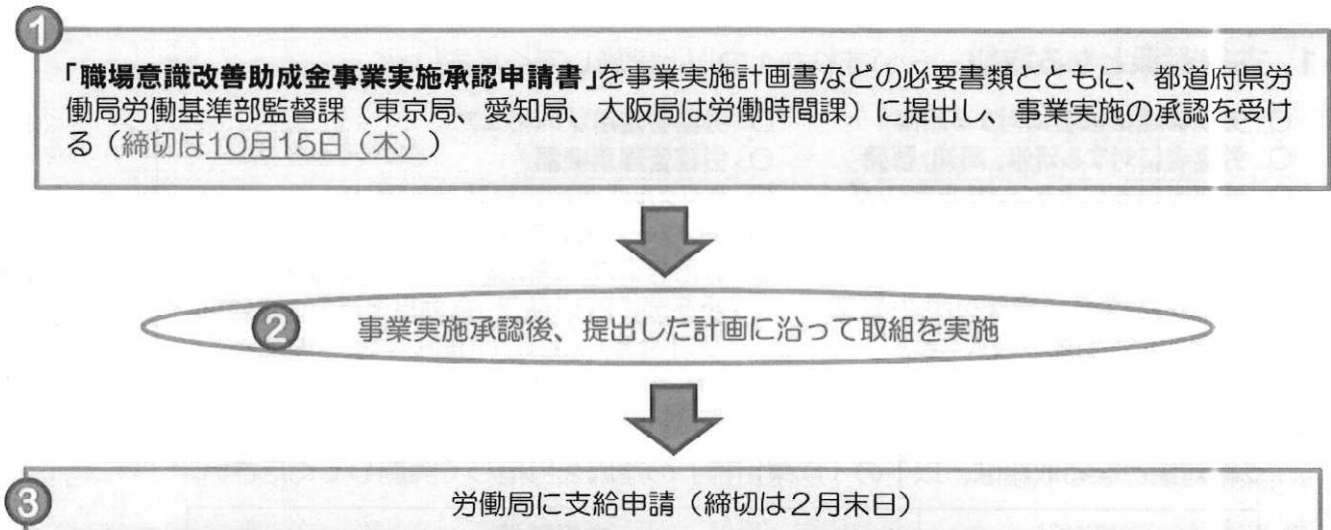 1
「職場意識改善助成金事業実施承認申請書」を事業実施計画書などの必要書類とともに、都道府県労
働局労働基準部監督課（東京局、愛知局、大阪局は労働時間課）に提出し、事業実施の承認を受け
る（締切は10月15日（木））
2 事業実施承認後、提出した計画に沿って取組を実施
3 労働局に支給申請（締切は２月末日）